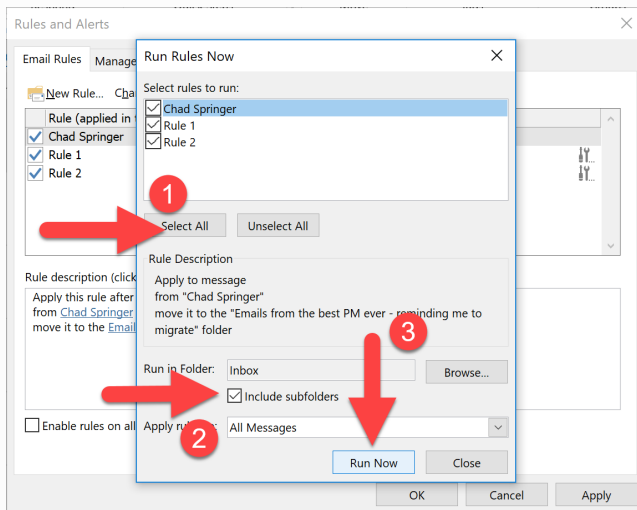 Rules and Alerts
Email Rules Manage
New Rule... Cha
Rule (applied in t
Chad Springer
Rule 1
Rule 2
Rule description (click
Apply this rule after
from Chad Springer
move it to the Email
Enable rules on all
OK Cancel Apply
Run Rules Now
Select rules to run:
Chad Springer
Rule 1
Rule 2
1
Select All Unselect All
Rule Description
Apply to message
from "Chad Springer"
move it to the "Emails from the best PM ever - reminding me to
migrate" folder
3
Run in Folder: Inbox Browse...
Include subfolders
2
Apply rules to: All Messages
Run Now Close